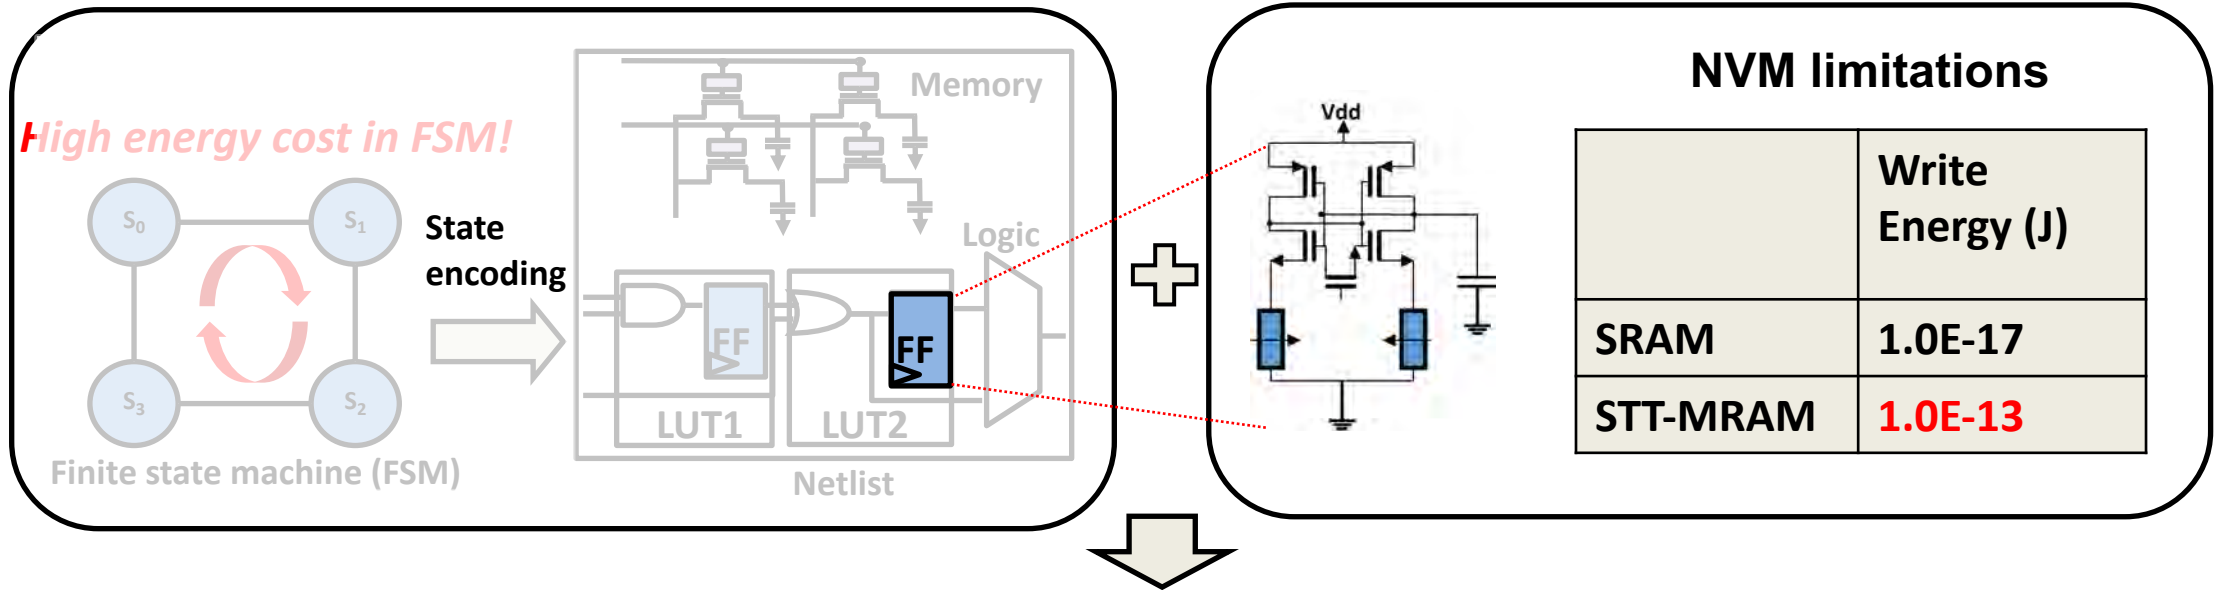 High energy cost in FSM!
S0
S1
S3
S2
Finite state machine (FSM)
State
encoding
Memory
Logic
FF
FF
LUT1
LUT2
Netlist
Vdd
NVM limitations
Write
Energy (J)
SRAM 1.0E-17
STT-MRAM 1.0E-13